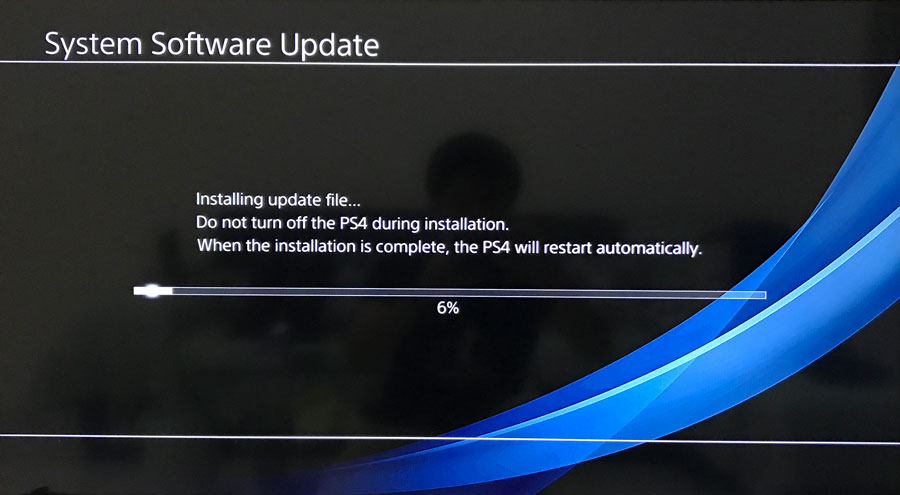 System Software Update
Installing update file...
Do not turn off the PS4 during installation.
When the installation is complete, the PS4 will restart automatically.
6%